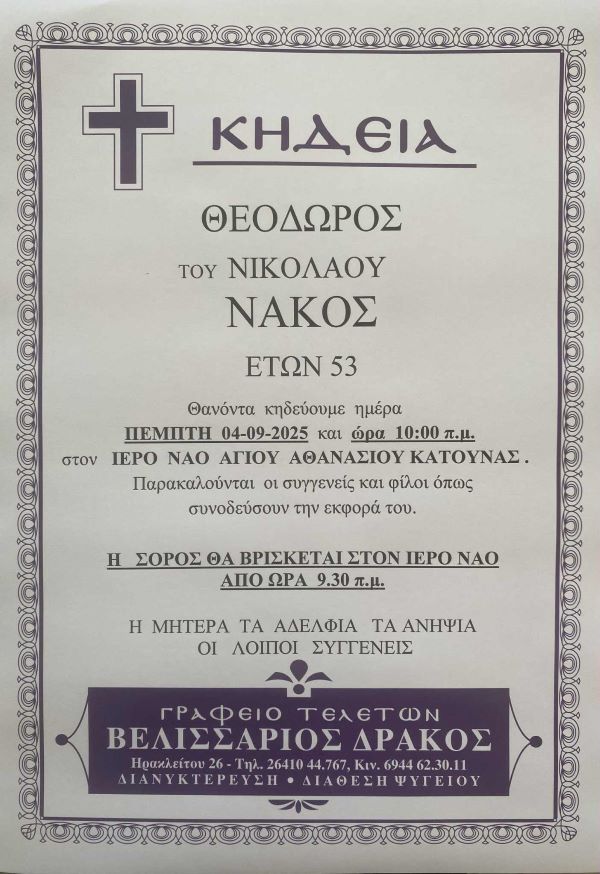 ΚΗΔΕΙΑ
ΘΕΟΔΩΡΟΣ
ΤΟΥ ΝΙΚΟΛΑΟΥ
ΝΑΚΟΣ
ΕΤΩΝ 53
Θανόντα κηδεύουμε ημέρα
ΠΕΜΠΤΗ 04-09-2025 και ώρα 10:00 π.μ.
στον ΙΕΡΟ ΝΑΟ ΑΓΙΟΥ ΑΘΑΝΑΣΙΟΥ ΚΑΤΟΥΝΑΣ .
Παρακαλούνται οι συγγενείς και φίλοι όπως
συνοδεύσουν την εκφορά του.
Η ΣΟΡΟΣ ΘΑ ΒΡΙΣΚΕΤΑΙ ΣΤΟΝ ΙΕΡΟ ΝΑΟ
ΑΠΟ ΩΡΑ 9.30 π.μ.
Η ΜΗΤΕΡΑ ΤΑ ΑΔΕΛΦΙΑ ΤΑ ΑΝΗΨΙΑ
ΟΙ ΛΟΙΠΟΙ ΣΥΓΓΕΝΕΙΣ
ΓΡΑΦΕΙΟ ΤΕΛΕΤΩΝ
ΒΕΛΙΣΣΑΡΙΟΣ ΔΡΑΚΟΣ
Ηρακλείτου 26 - Τηλ. 26410 44.767, Κιν. 6944 62.30.11
ΔΙΑΝΥΚΤΕΡΕΥΣΗ • ΔΙΑΘΕΣΗ ΨΥΓΕΙΟΥ